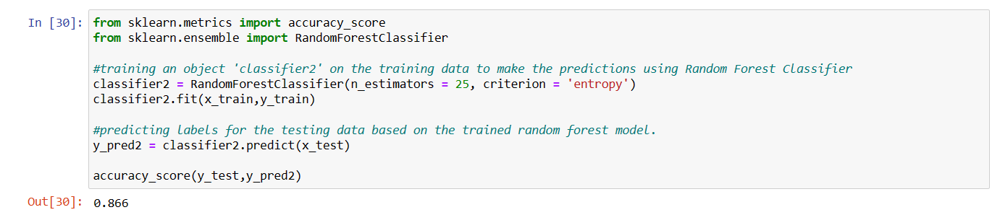 In [30]:
from sklearn.metrics import accuracy_score
from sklearn.ensemble import RandomForestClassifier
#training an object 'classifier2' on the training data to make the predictions using Random Forest Classifier
classifier2 = RandomForestClassifier(n_estimators = 25, criterion = 'entropy')
classifier2.fit(x_train,y_train)
#predicting labels for the testing data based on the trained random forest model.
y_pred2 = classifier2.predict(x_test)
accuracy_score(y_test,y_pred2)
Out[30]: 0.866